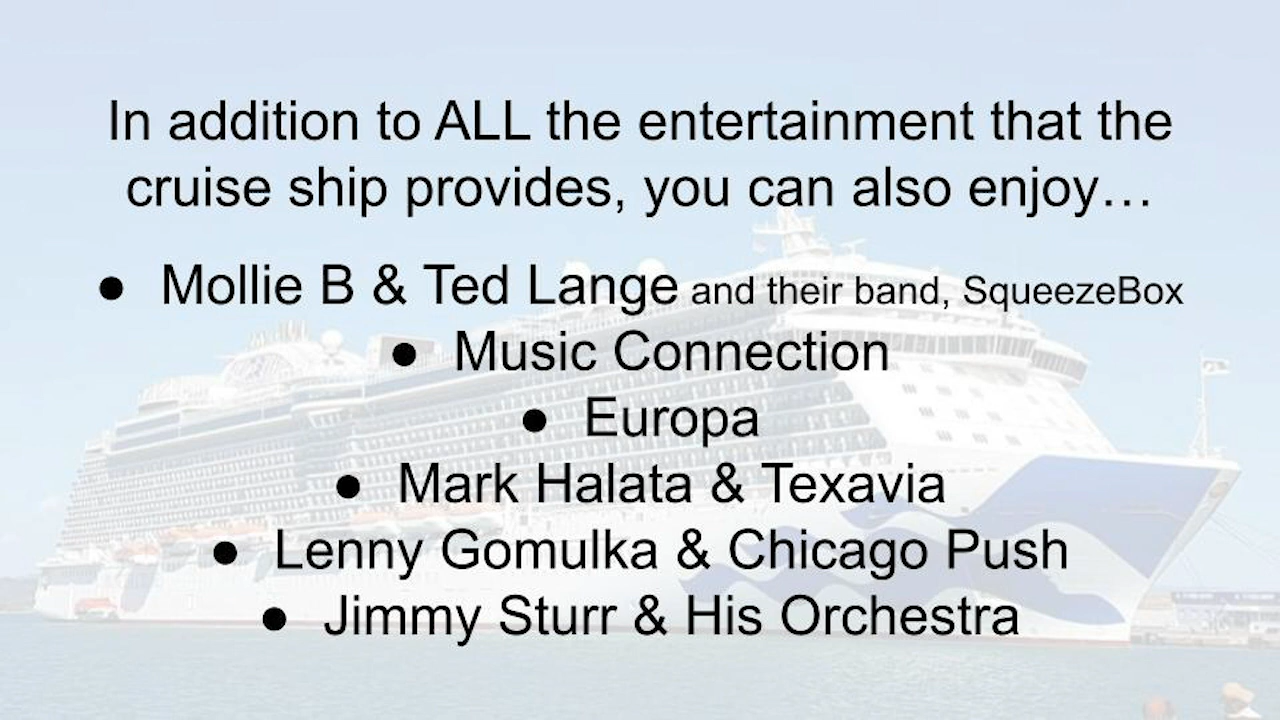 In addition to ALL the entertainment that the
cruise ship provides, you can also enjoy…
● Mollie B & Ted Lange and their band, SqueezeBox
● Music Connection
● Europa
● Mark Halata & Texavia
● Lenny Gomulka & Chicago Push
● Jimmy Sturr & His Orchestra